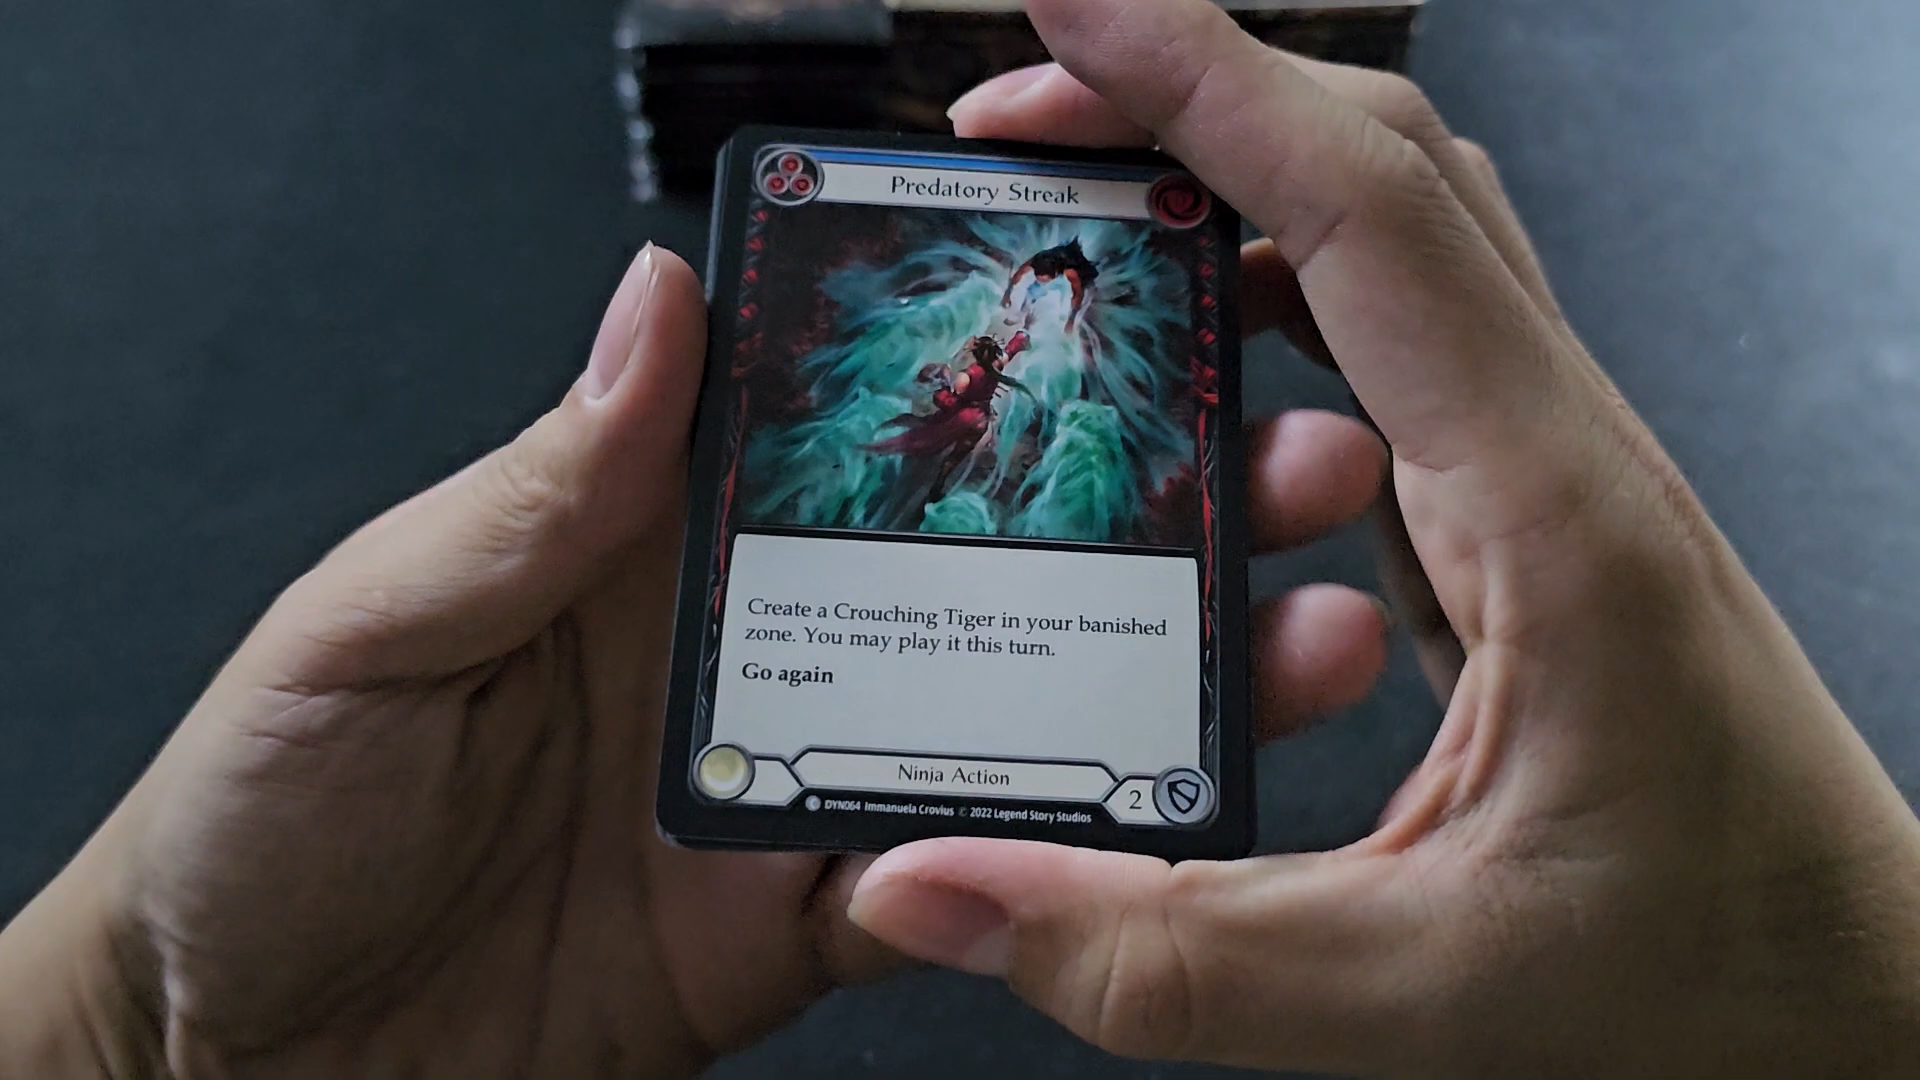 Predatory Streak
Create a Crouching Tiger in your banished
zone. You may play it this turn.
Go again
Ninja Action
2
C DYN064 Immanuela Crovius © 2022 Legend Story Studios